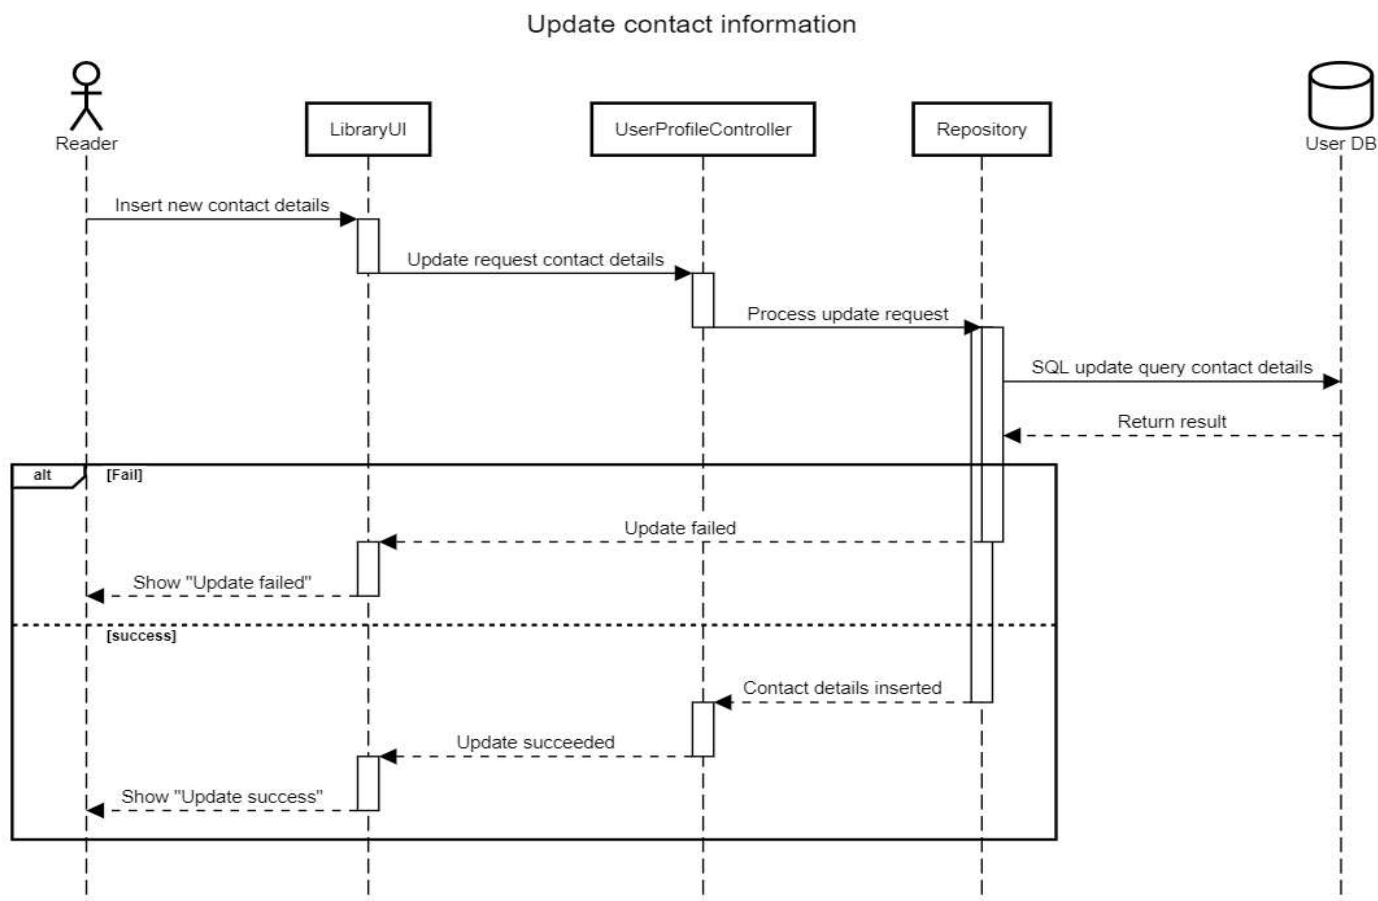 Update contact information
Reader
LibraryUI
UserProfileController
Repository
User DB
Insert new contact details
Update request contact details
Process update request
SQL update query contact details
Return result
alt
[Fail]
Update failed
Show "Update failed"
[success]
Contact details inserted
Update succeeded
Show "Update success"